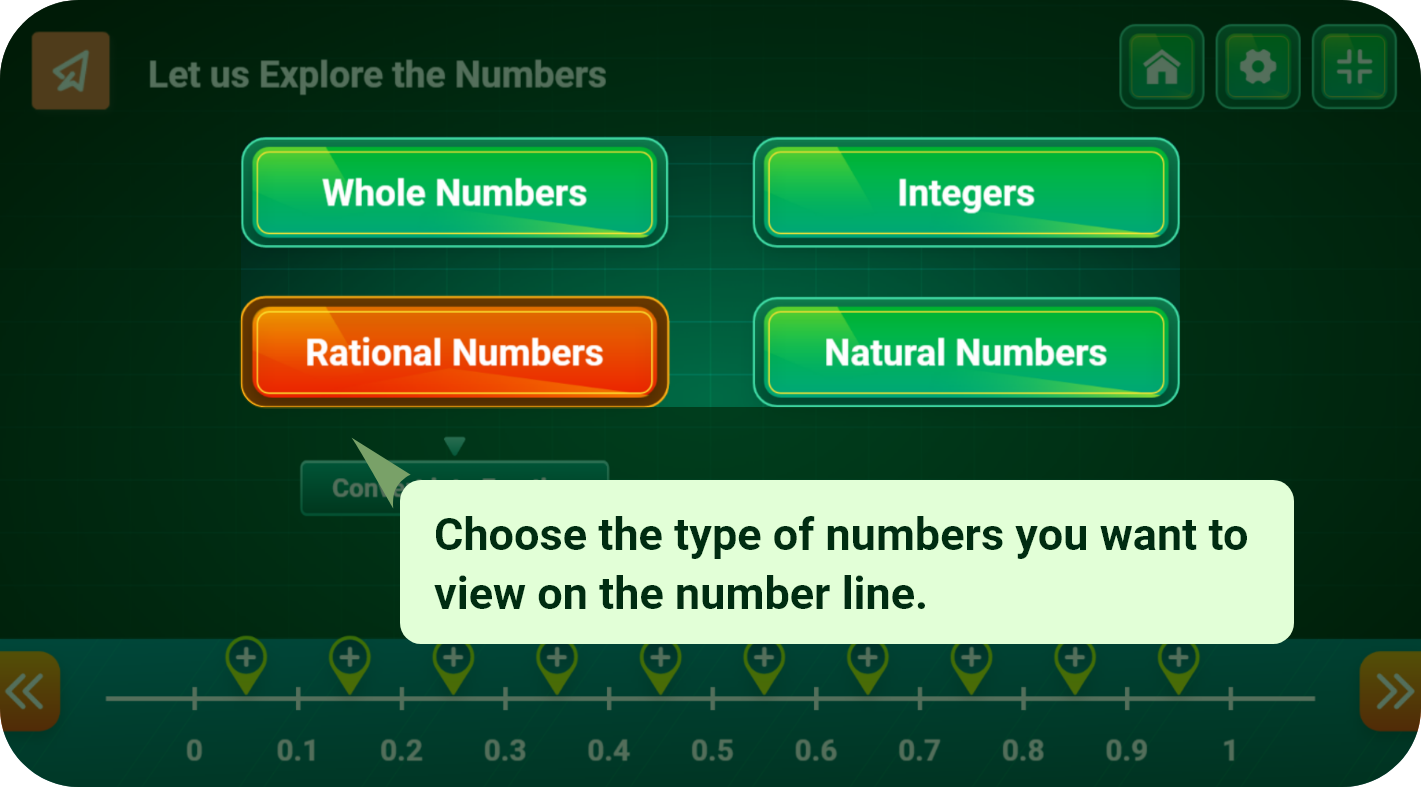 Let us Explore the Numbers
Whole Numbers
Integers
Rational Numbers
Natural Numbers
Choose the type of numbers you want to
view on the number line.
0 0.1 0.2 0.3 0.4 0.5 0.6 0.7 0.8 0.9 1